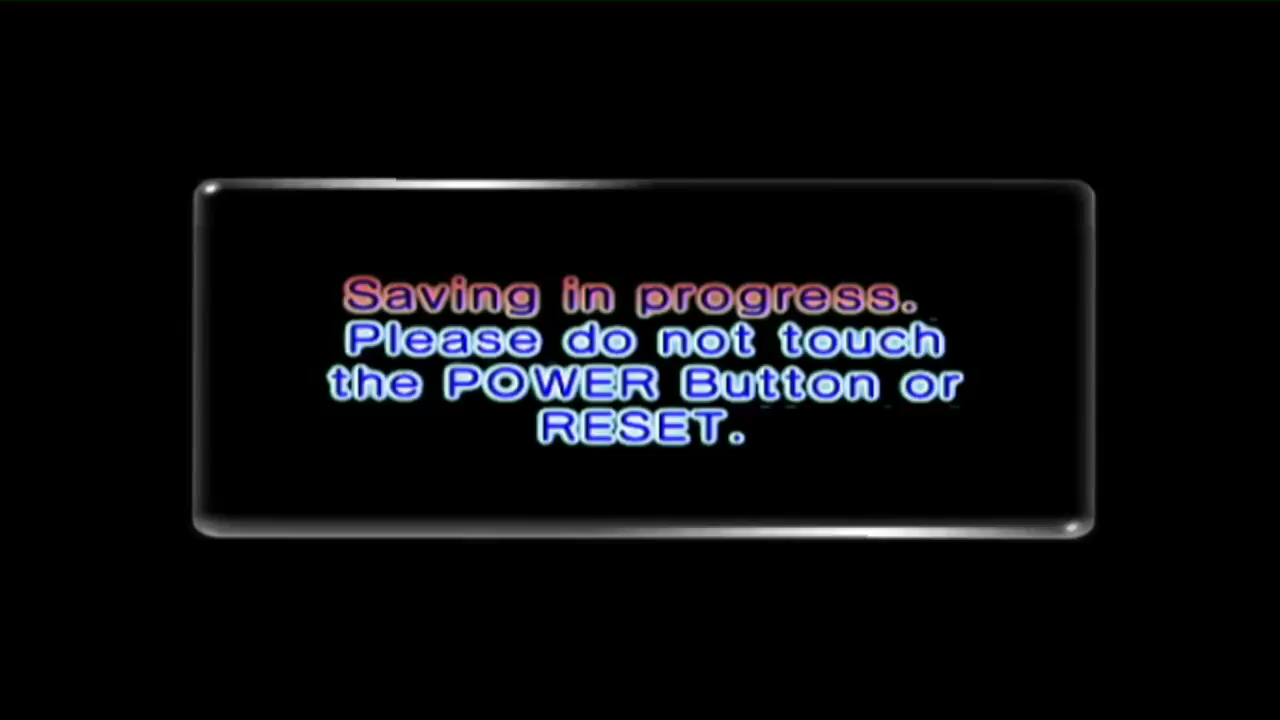 Saving in progress.
Please do not touch
the POWER Button or
RESET.